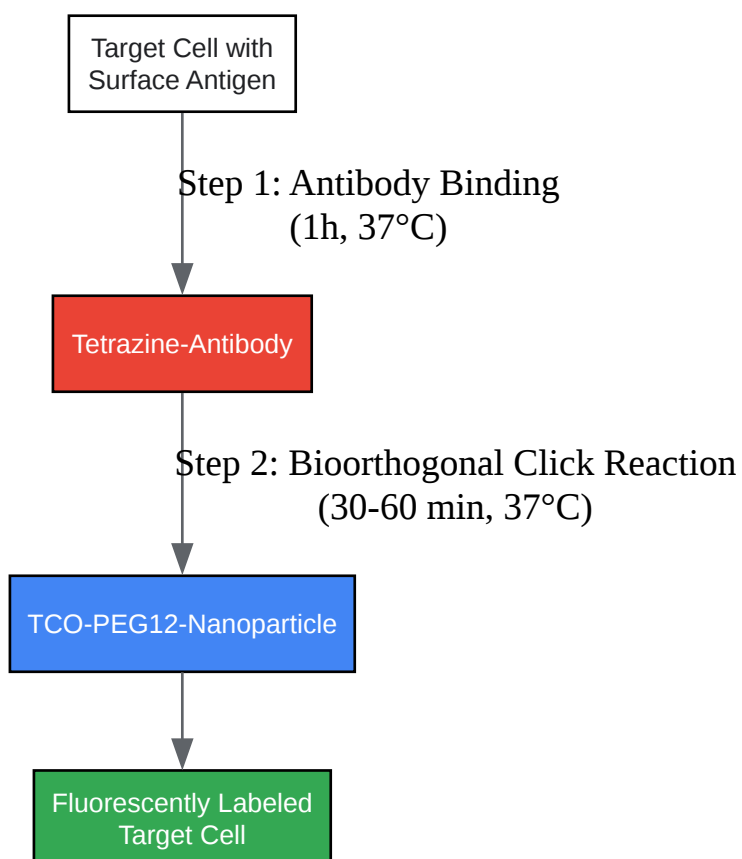 Target Cell with
Surface Antigen
Step 1: Antibody Binding
(1h, 37°C)
Tetrazine-Antibody
Step 2: Bioorthogonal Click Reaction
(30-60 min, 37°C)
TCO-PEG12-Nanoparticle
Fluorescently Labeled
Target Cell